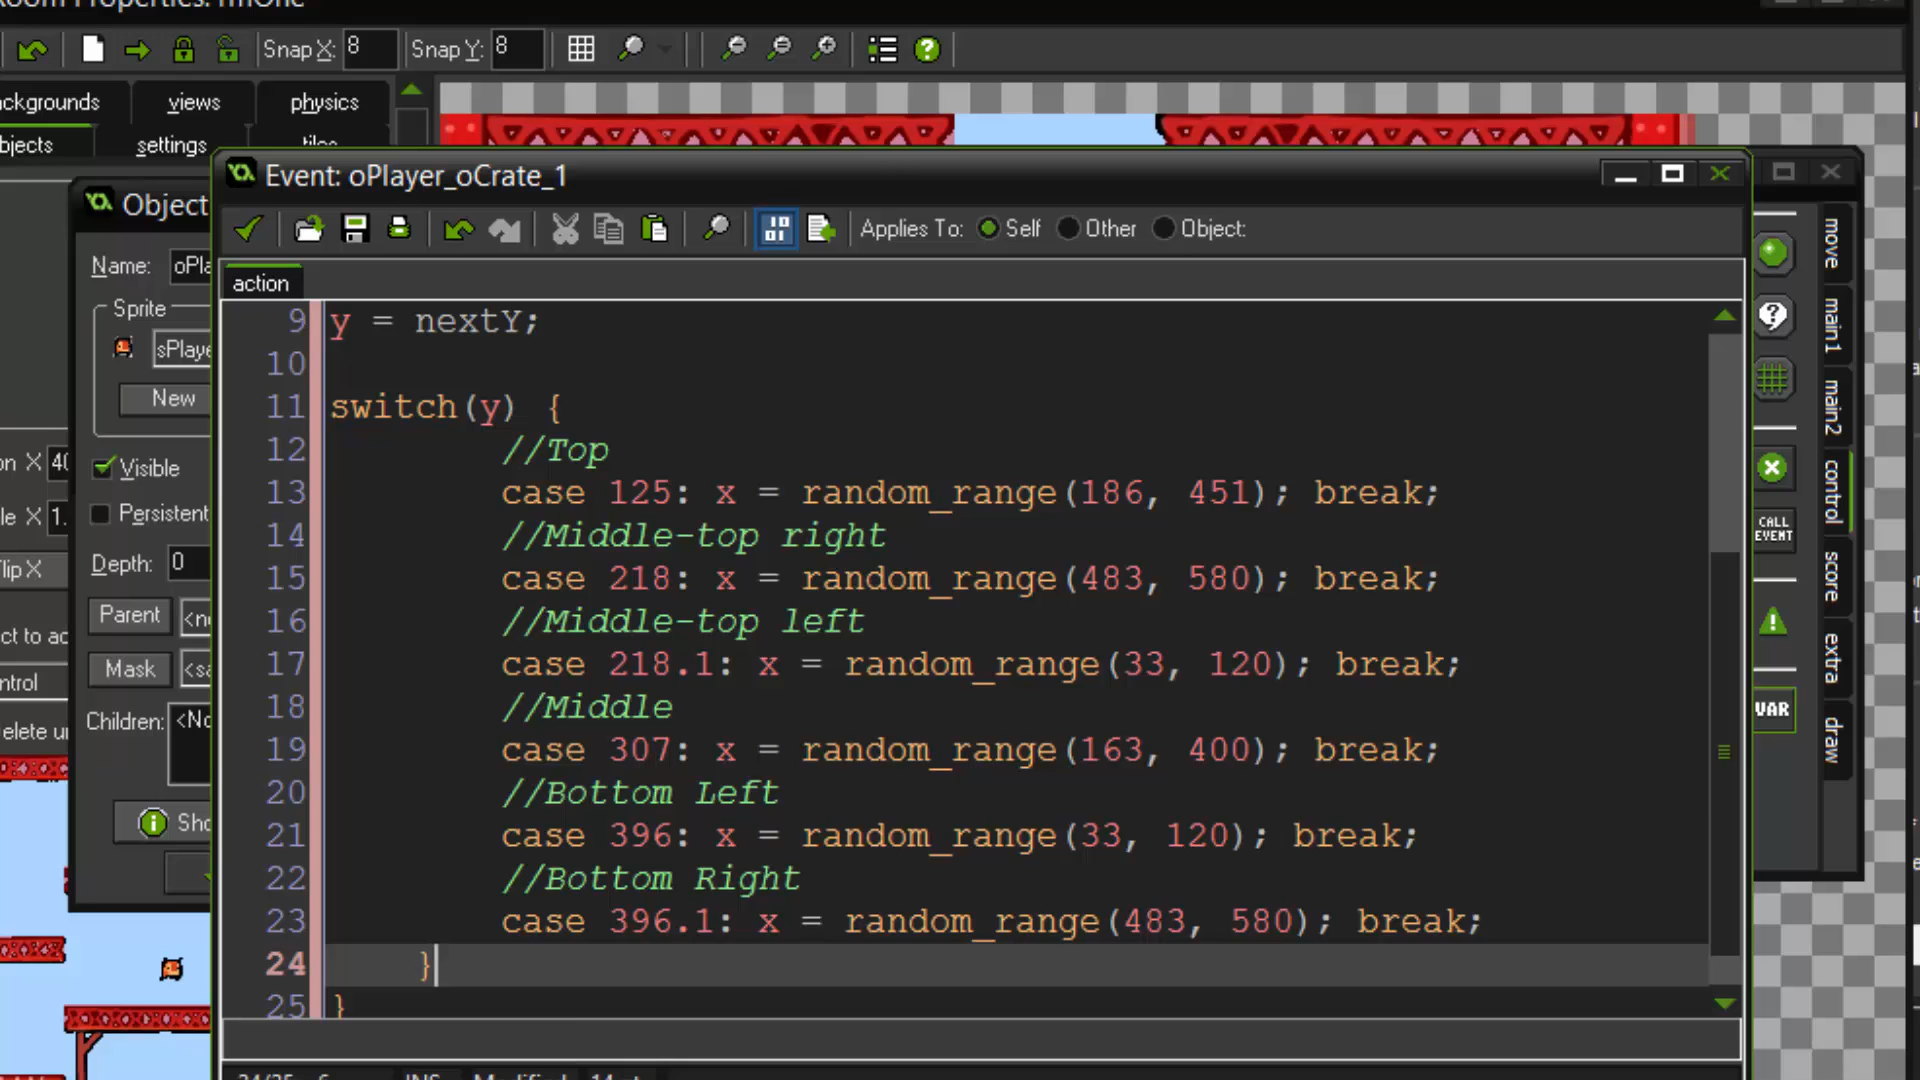 Snap X: 8 Snap Y: 8
views physics
settings
Event: oPlayer_oCrate_1
Object
Applies To: Self Other Object:
action
Name:
Sprite
New
Visible
Persistent
Depth: 0
Parent
Mask
Children:
9 y = nextY;
10
11 switch(y) {
12 //Top
13 case 125: x = random_range(186, 451); break;
14 //Middle-top right
15 case 218: x = random_range(483, 580); break;
16 //Middle-top left
17 case 218.1: x = random_range(33, 120); break;
18 //Middle
19 case 307: x = random_range(163, 400); break;
20 //Bottom Left
21 case 396: x = random_range(33, 120); break;
22 //Bottom Right
23 case 396.1: x = random_range(483, 580); break;
24 }
25 }
move
main1
main2
control
score
extra
draw
CALL
EVENT
VAR